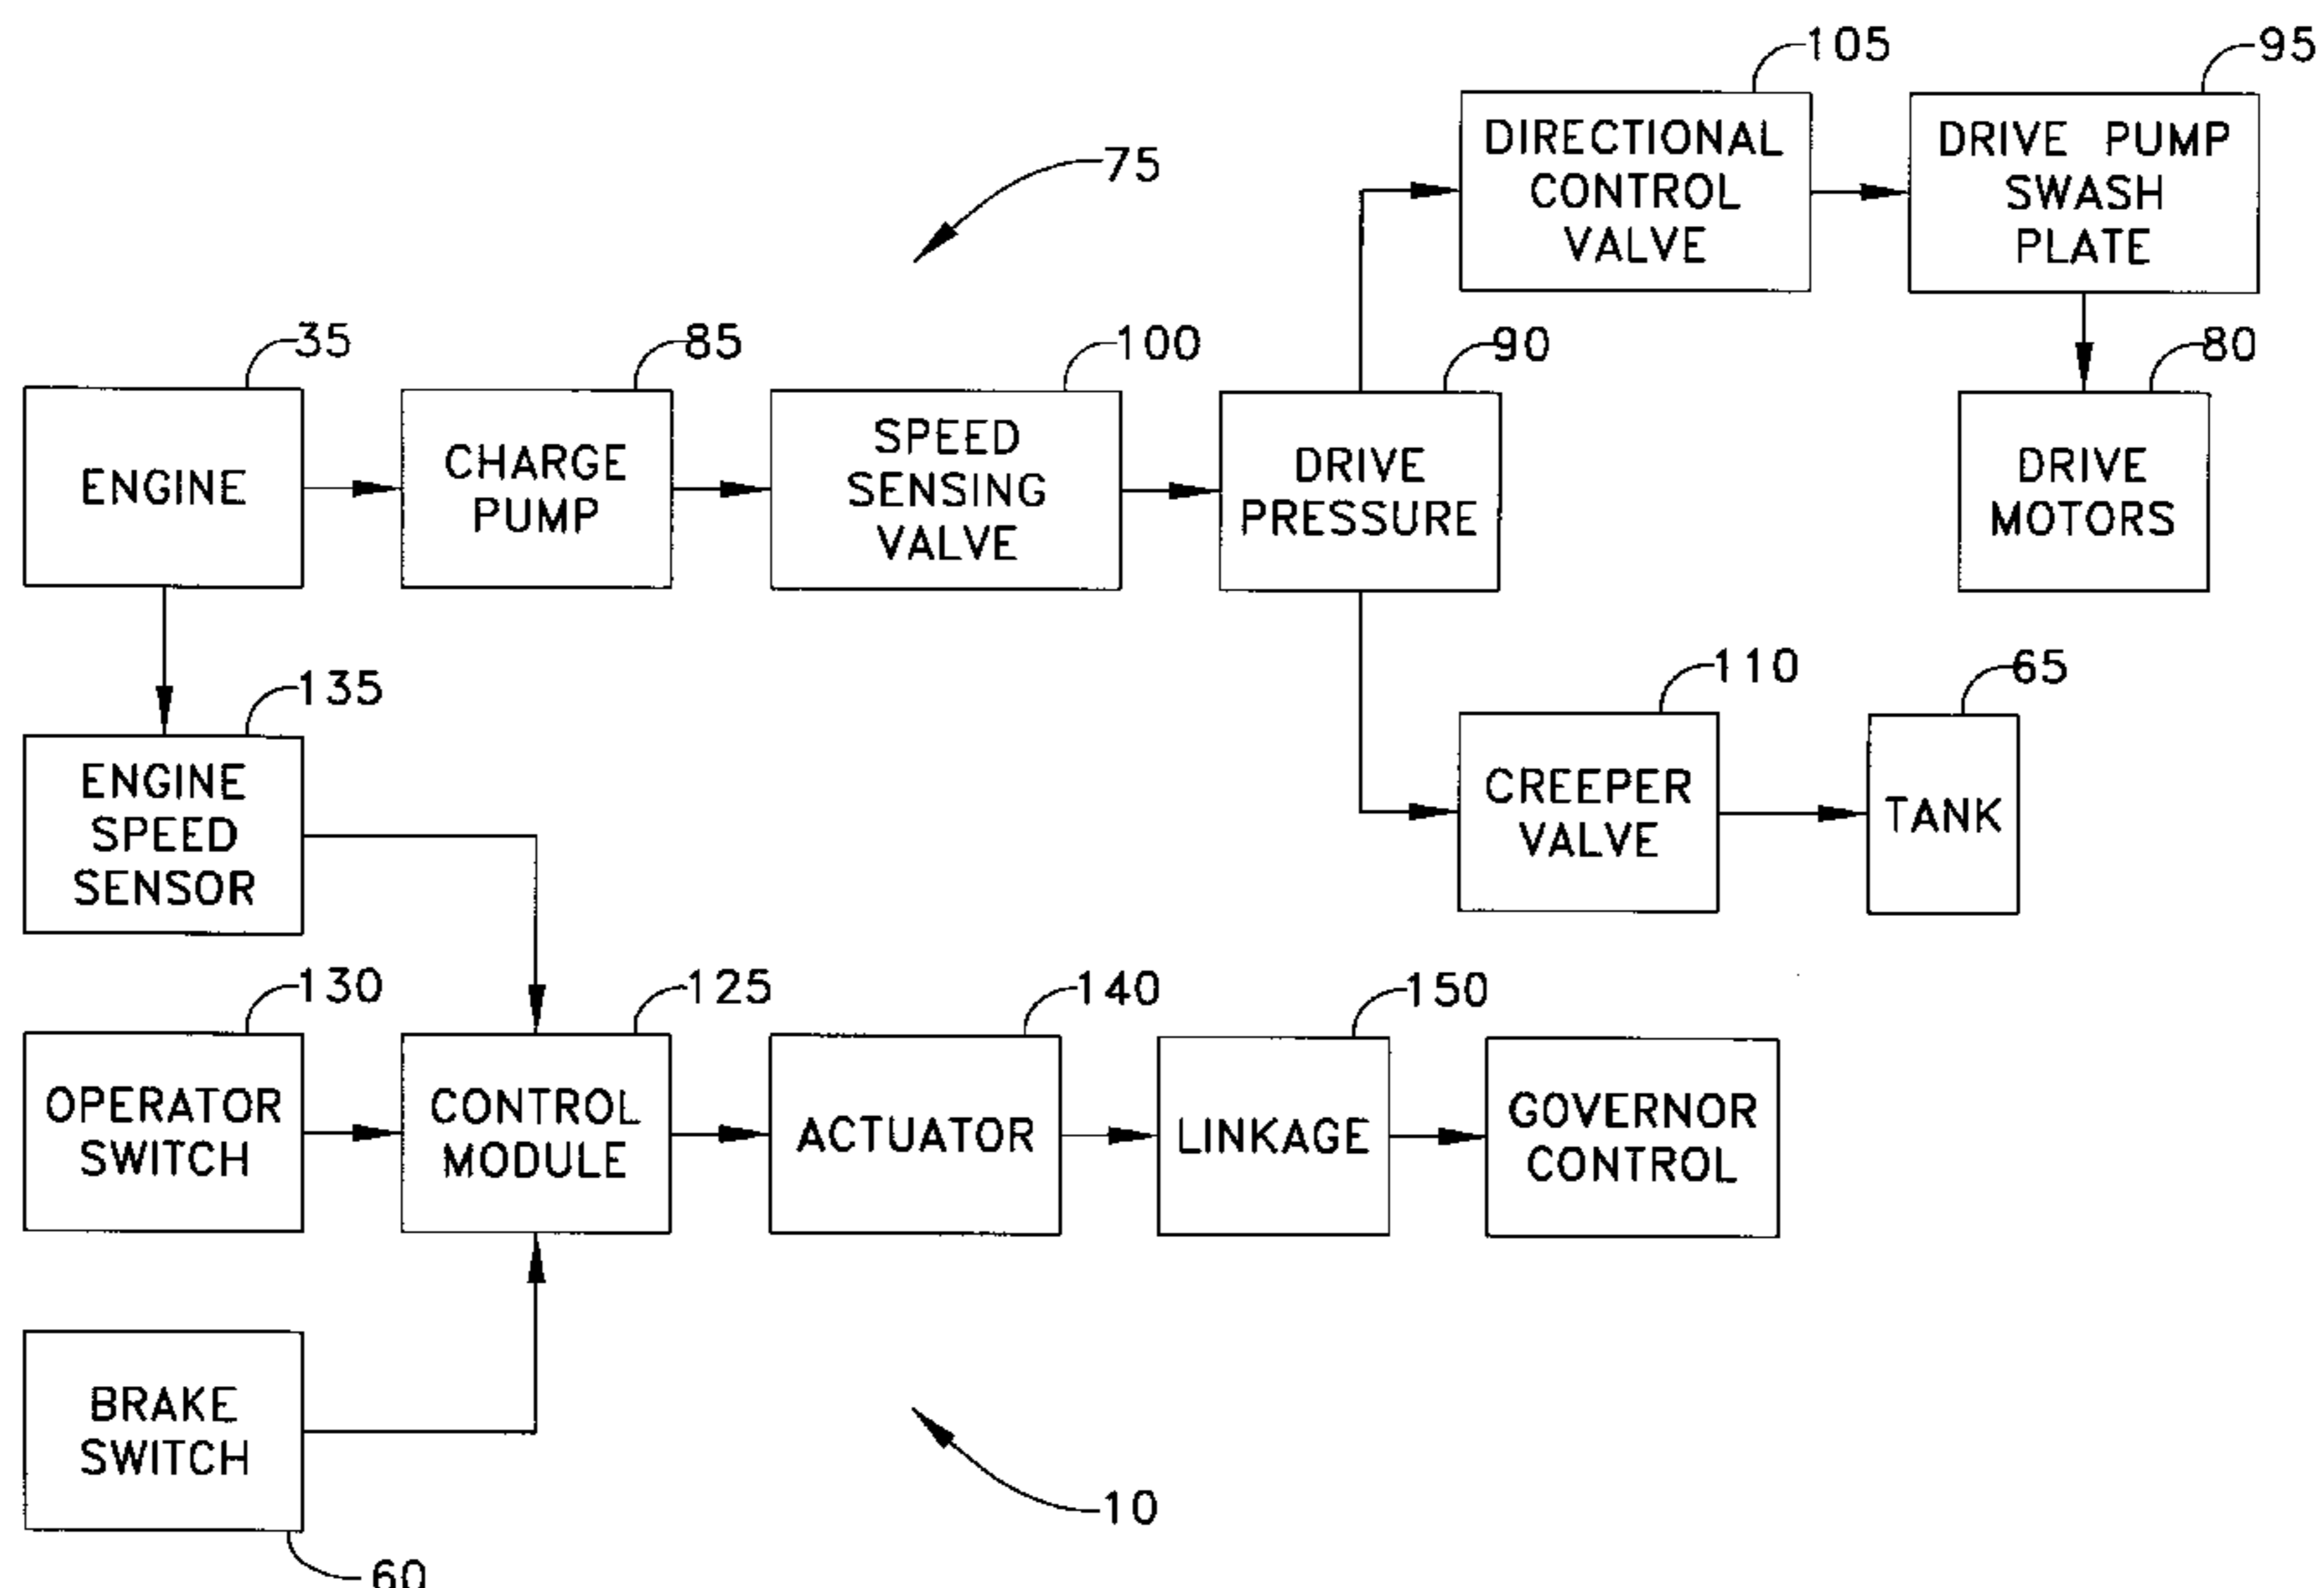 105
95
DIRECTIONAL
CONTROL
VALVE
DRIVE PUMP
SWASH
PLATE
75
35
85
100
90
80
ENGINE
CHARGE
PUMP
SPEED
SENSING
VALVE
DRIVE
PRESSURE
DRIVE
MOTORS
135
110
65
ENGINE
SPEED
SENSOR
CREEPER
VALVE
TANK
130
125
140
150
OPERATOR
SWITCH
CONTROL
MODULE
ACTUATOR
LINKAGE
GOVERNOR
CONTROL
BRAKE
SWITCH
10
60